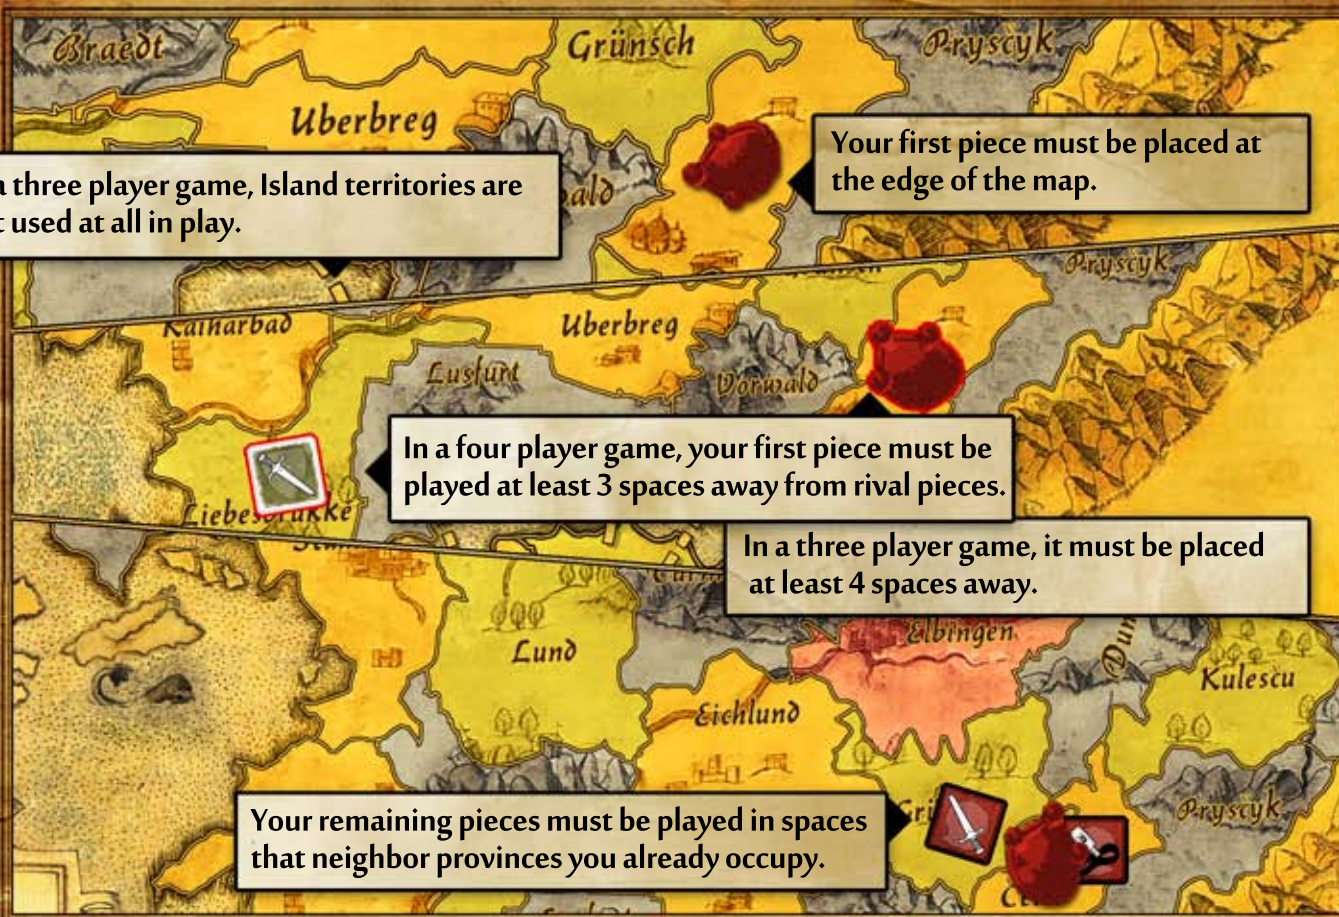 Braedt
Grünsch
Pryscyk
Uberbreg
Your first piece must be placed at
the edge of the map.
a three player game, Island territories are
used at all in play.
Pryscyk
Katharbad
Uberbreg
Lusfurt
Vorwald
In a four player game, your first piece must be
played at least 3 spaces away from rival pieces.
Liebesbrukke
In a three player game, it must be placed
at least 4 spaces away.
Elbingen
Lund
Kulescu
Eichlund
Pryscyk
Your remaining pieces must be played in spaces
that neighbor provinces you already occupy.